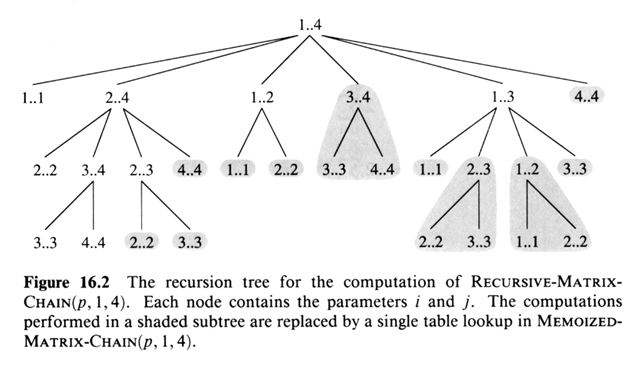 1..4
1..1 2..4 1..2 3..4 1..3 4..4
2..2 3..4 2..3 4..4 1..1 2..2 3..3 4..4 1..1 2..3 1..2 3..3
3..3 4..4 2..2 3..3 2..2 3..3 1..1 2..2
Figure 16.2 The recursion tree for the computation of RECURSIVE-MATRIX-
CHAIN(p, 1, 4). Each node contains the parameters i and j. The computations
performed in a shaded subtree are replaced by a single table lookup in MEMOIZED-
MATRIX-CHAIN(p, 1, 4).